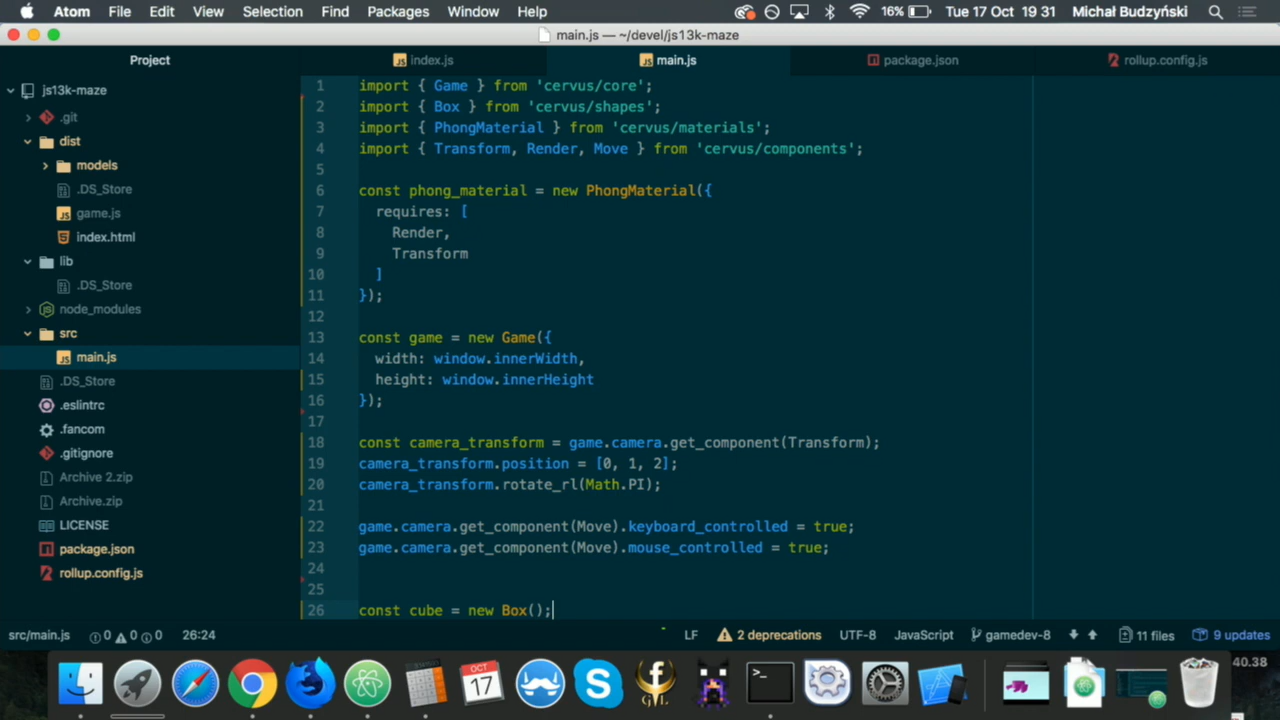 Atom File Edit View Selection Find Packages Window Help 16% Tue 17 Oct 19 31 Michał Budzyński
main.js — ~/devel/js13k-maze
Project
index.js main.js package.json rollup.config.js
js13k-maze
.git
dist
models
.DS_Store
game.js
index.html
lib
.DS_Store
node_modules
src
main.js
.DS_Store
.eslintrc
.fancom
.gitignore
Archive 2.zip
Archive.zip
LICENSE
package.json
rollup.config.js
1 import { Game } from 'cervus/core';
2 import { Box } from 'cervus/shapes';
3 import { PhongMaterial } from 'cervus/materials';
4 import { Transform, Render, Move } from 'cervus/components';
5
6 const phong_material = new PhongMaterial({
7 requires: [
8 Render,
9 Transform
10 ]
11 });
12
13 const game = new Game({
14 width: window.innerWidth,
15 height: window.innerHeight
16 });
17
18 const camera_transform = game.camera.get_component(Transform);
19 camera_transform.position = [0, 1, 2];
20 camera_transform.rotate_rl(Math.PI);
21
22 game.camera.get_component(Move).keyboard_controlled = true;
23 game.camera.get_component(Move).mouse_controlled = true;
24
25
26 const cube = new Box();
src/main.js 0 0 0 26:24 LF 2 deprecations UTF-8 JavaScript gamedev-8 11 files 9 updates
OCT
17
S
f
GVL
>_
40.38